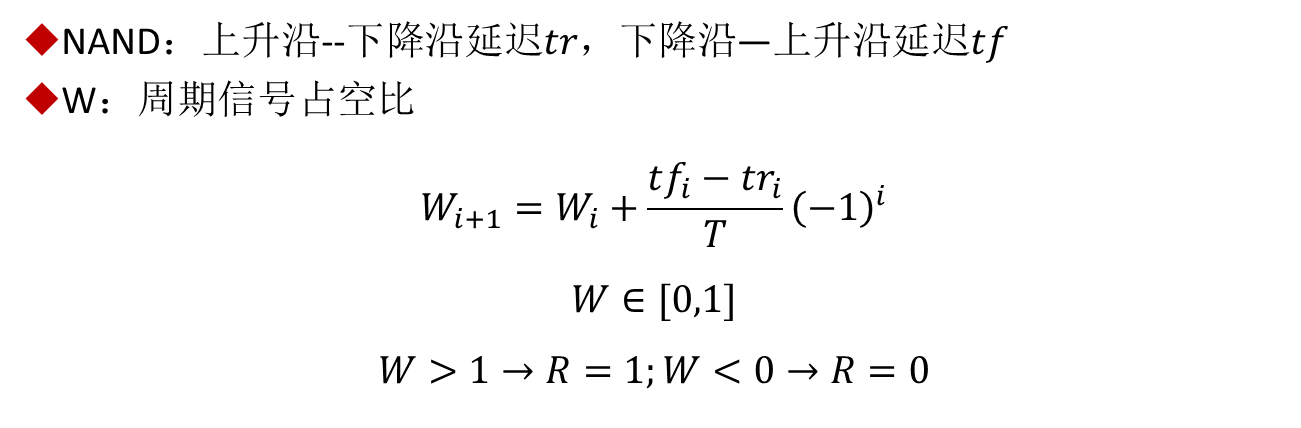 ◆NAND：上升沿--下降沿延迟tr，下降沿—上升沿延迟tf
◆W：周期信号占空比
W_{i+1} = W_i + \frac{tf_i - tr_i}{T}(-1)^i
W ∈ [0,1]
W > 1 → R = 1; W < 0 → R = 0